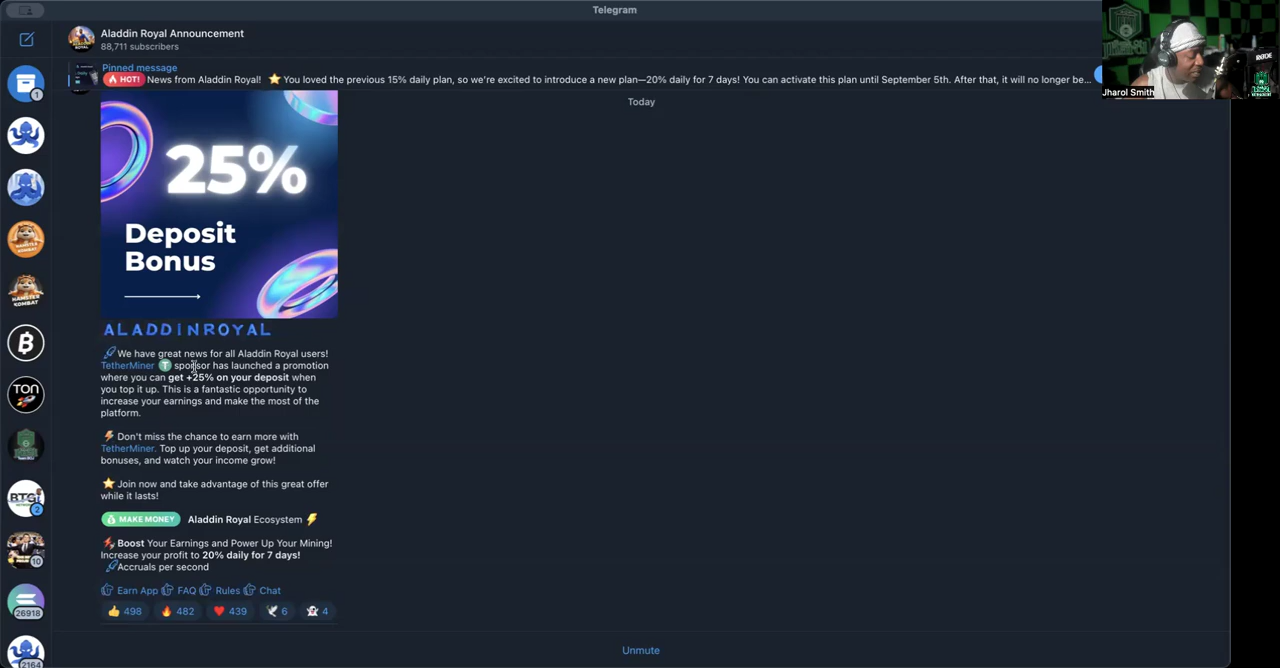 Telegram
Aladdin Royal Announcement
88,711 subscribers
Pinned message
HOT! News from Aladdin Royal! You loved the previous 15% daily plan, so we're excited to introduce a new plan—20% daily for 7 days! You can activate this plan until September 5th. After that, it will no longer be...
Today
25%
Deposit
Bonus
ALADDINROYAL
We have great news for all Aladdin Royal users!
TetherMiner T sponsor has launched a promotion
where you can get +25% on your deposit when
you top it up. This is a fantastic opportunity to
increase your earnings and make the most of the
platform.
Don't miss the chance to earn more with
TetherMiner. Top up your deposit, get additional
bonuses, and watch your income grow!
Join now and take advantage of this great offer
while it lasts!
MAKE MONEY Aladdin Royal Ecosystem
Boost Your Earnings and Power Up Your Mining!
Increase your profit to 20% daily for 7 days!
Accruals per second
Earn App FAQ Rules Chat
498 482 439 6 4
Unmute
Jharol Smith
RØDE
1
HAMSTER
KOMBAT
TON
BTG
2
10
26918
2164